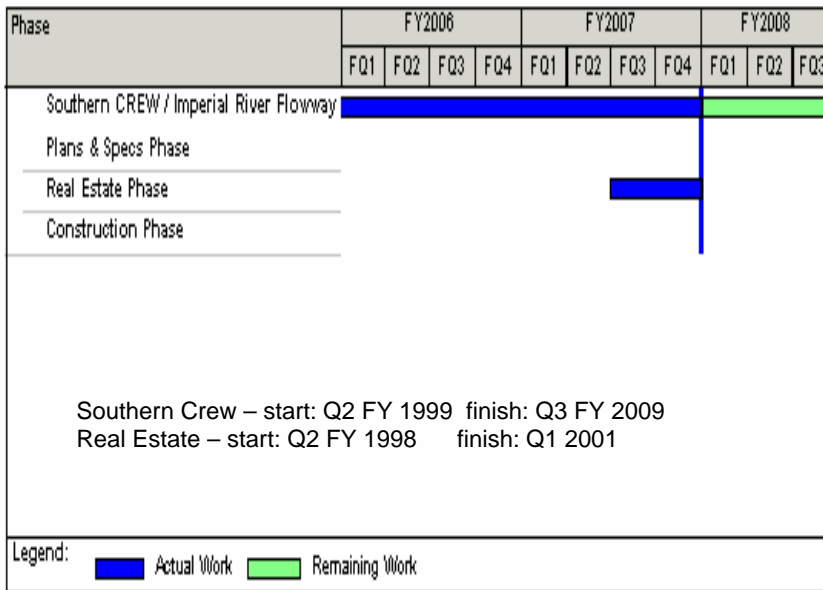 Phase FY2006 FY2007 FY2008
FQ1 FQ2 FQ3 FQ4 FQ1 FQ2 FQ3 FQ4 FQ1 FQ2 FQ3
Southern CREW / Imperial River Flowway
Plans & Specs Phase
Real Estate Phase
Construction Phase
Southern Crew – start: Q2 FY 1999 finish: Q3 FY 2009
Real Estate – start: Q2 FY 1998 finish: Q1 2001
Legend: Actual Work Remaining Work